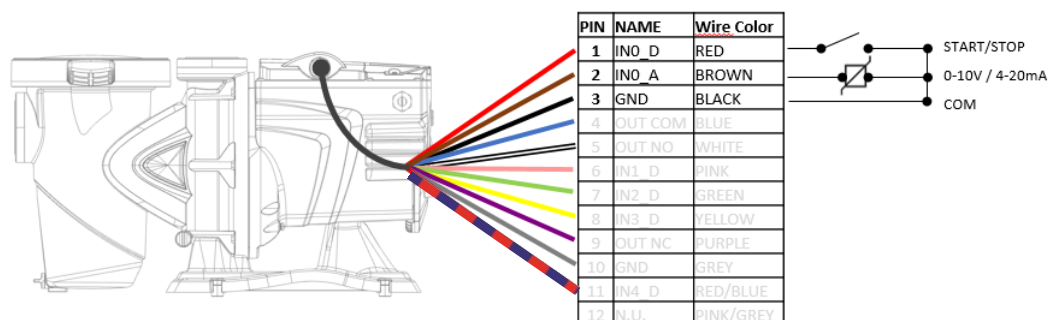 PIN NAME Wire Color
1 IN0_D RED
2 IN0_A BROWN
3 GND BLACK
4 OUT COM BLUE
5 OUT NO WHITE
6 IN1_D PINK
7 IN2_D GREEN
8 IN3_D YELLOW
9 OUT NC PURPLE
10 GND GREY
11 IN4_D RED/BLUE
12 N.U. PINK/GREY
START/STOP
0-10V / 4-20mA
COM